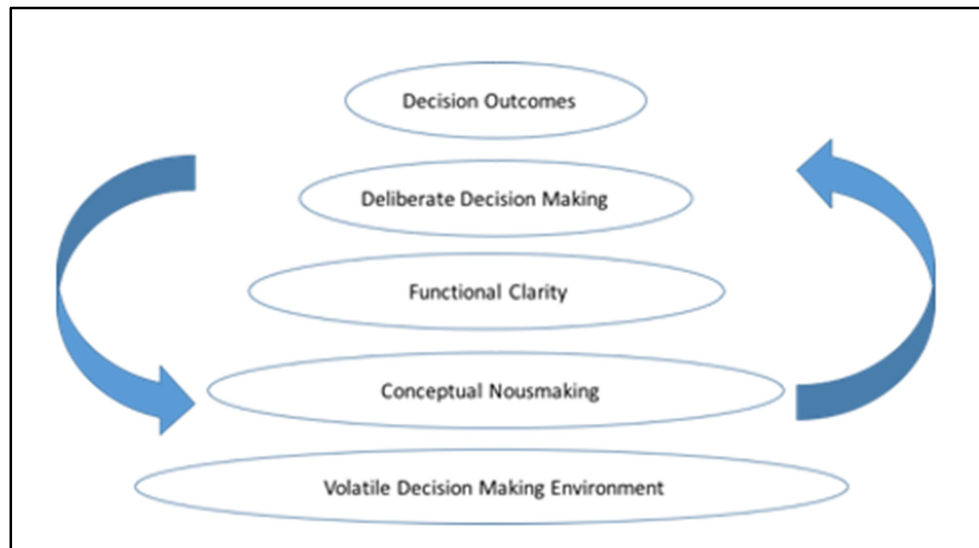 Decision Outcomes
Deliberate Decision Making
Functional Clarity
Conceptual Nousmaking
Volatile Decision Making Environment